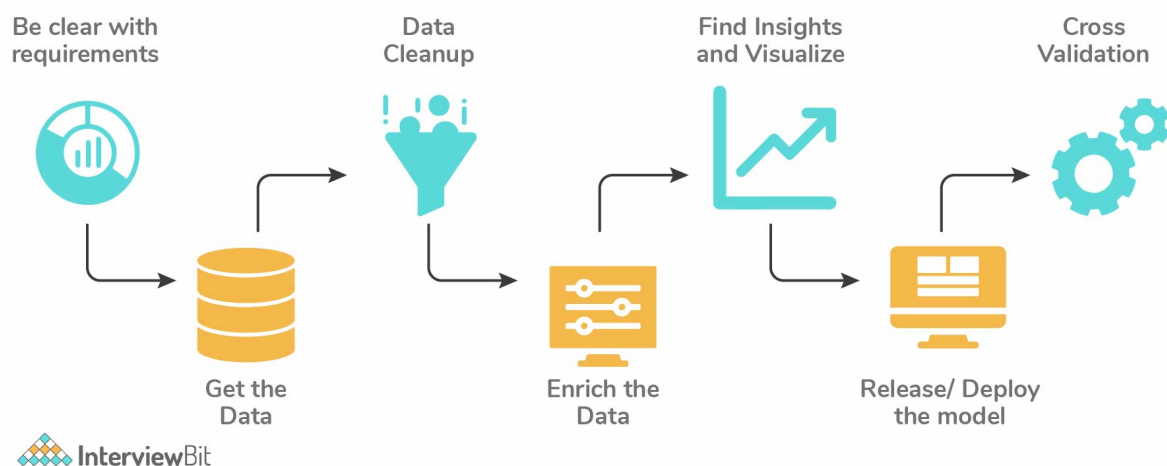 Be clear with
requirements
Get the
Data
Data
Cleanup
Enrich the
Data
Find Insights
and Visualize
Release/ Deploy
the model
Cross
Validation
InterviewBit